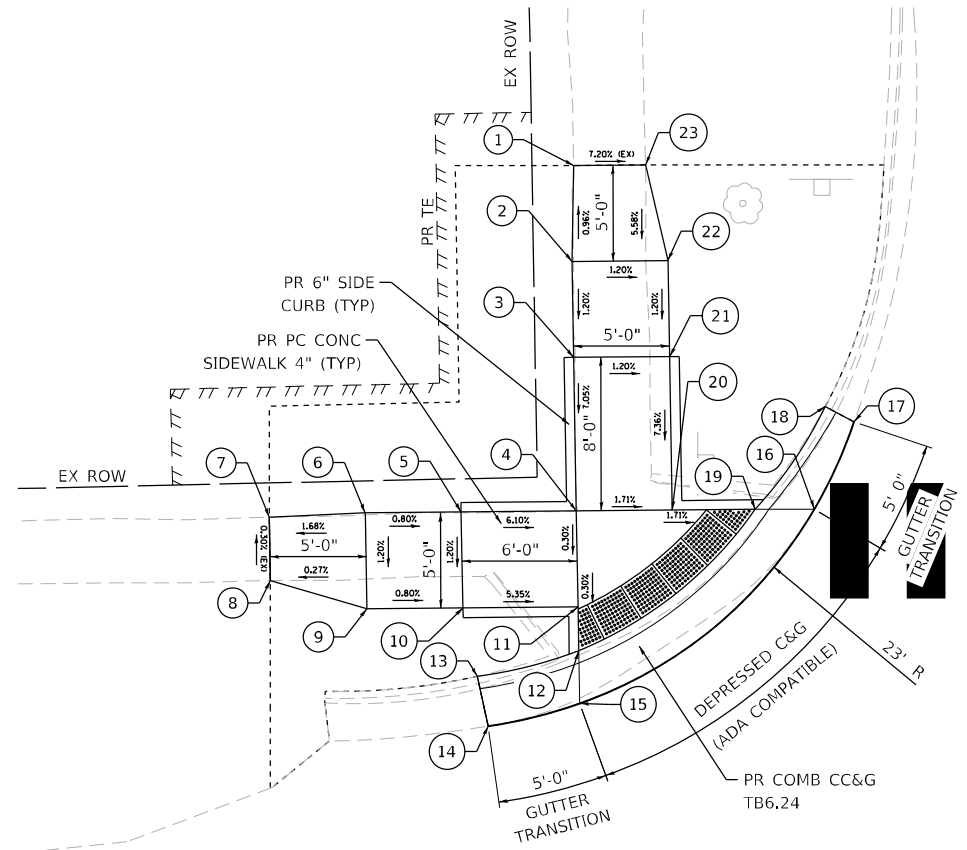 EX ROW
1
7.20% (EX)
23
PR TE
0.96%
5'-0"
5.58%
2
22
1.20%
PR 6" SIDE
CURB (TYP)
1.20%
1.20%
3
21
5'-0"
PR PC CONC
SIDEWALK 4" (TYP)
1.20%
20
7.05%
8'-0"
7.36%
18
17
EX ROW
7
6
5
4
19
16
5' 0"
GUTTER
TRANSITION
0.30% (EX)
1.68%
0.80%
6.10%
1.71%
1.71%
5'-0"
1.20%
5'-0"
1.20%
6'-0"
0.30%
0.27%
0.80%
5.35%
0.30%
8
9
10
11
13
12
15
14
23' R
DEPRESSED C&G
(ADA COMPATIBLE)
5'-0"
GUTTER
TRANSITION
PR COMB CC&G
TB6.24